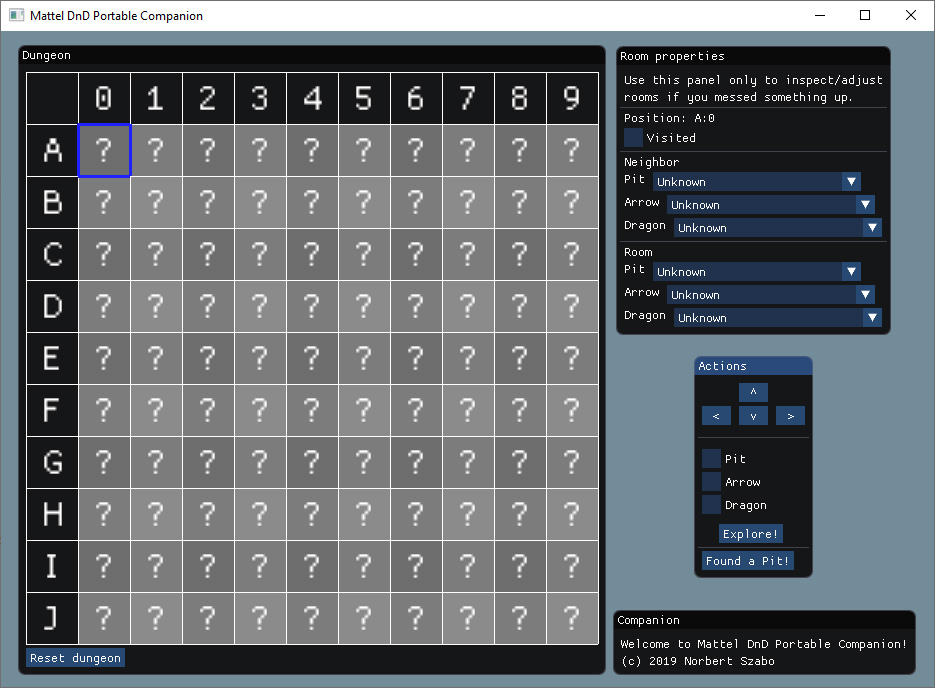 Mattel DnD Portable Companion
Dungeon
0 1 2 3 4 5 6 7 8 9
A ? ? ? ? ? ? ? ? ? ?
B ? ? ? ? ? ? ? ? ? ?
C ? ? ? ? ? ? ? ? ? ?
D ? ? ? ? ? ? ? ? ? ?
E ? ? ? ? ? ? ? ? ? ?
F ? ? ? ? ? ? ? ? ? ?
G ? ? ? ? ? ? ? ? ? ?
H ? ? ? ? ? ? ? ? ? ?
I ? ? ? ? ? ? ? ? ? ?
J ? ? ? ? ? ? ? ? ? ?
Reset dungeon
Room properties
Use this panel only to inspect/adjust
rooms if you messed something up.
Position: A:0
Visited
Neighbor
Pit Unknown
Arrow Unknown
Dragon Unknown
Room
Pit Unknown
Arrow Unknown
Dragon Unknown
Actions
^
< v >
Pit
Arrow
Dragon
Explore!
Found a Pit!
Companion
Welcome to Mattel DnD Portable Companion!
(c) 2019 Norbert Szabo